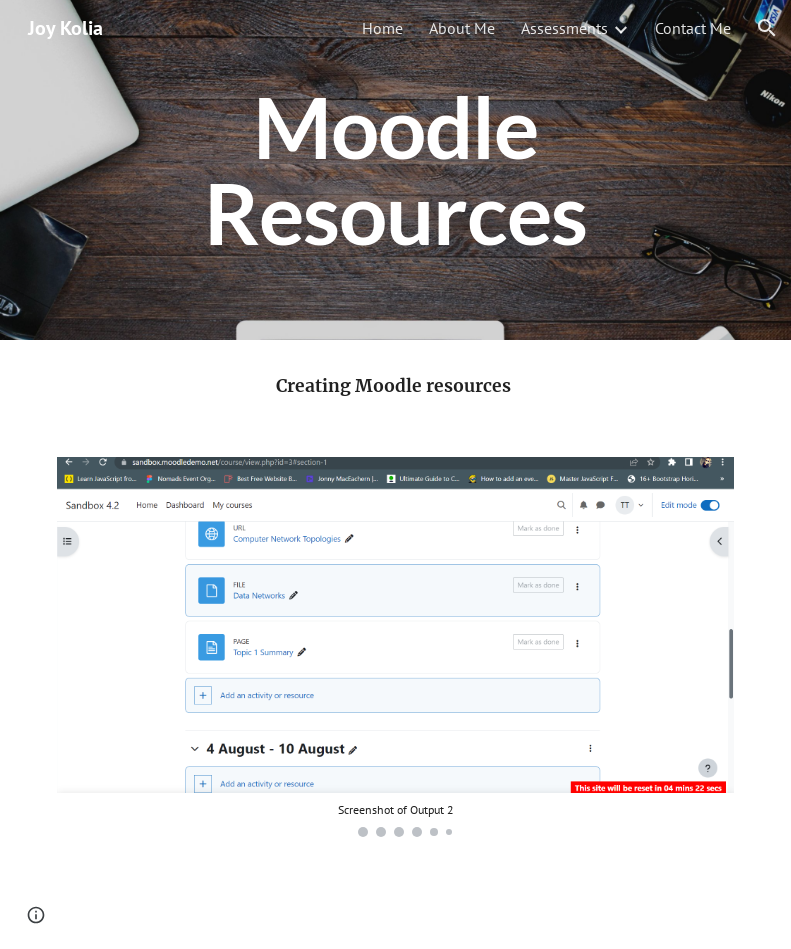 Joy Kolia
Home About Me Assessments Contact Me
Nikon
Moodle
Resources
Creating Moodle resources
sandbox.moodledemo.net/course/view.php?id=3#section-1
Learn JavaScript fro... Nomads Event Org... Best Free Website B... Jonny MacEachern |... Ultimate Guide to C... How to add an eve... Master JavaScript F... 16+ Bootstrap Hori... »
Sandbox 4.2 Home Dashboard My courses TT Edit mode
URL
Computer Network Topologies Mark as done
FILE
Data Networks Mark as done
PAGE
Topic 1 Summary Mark as done
Add an activity or resource
4 August - 10 August
Add an activity or resource
?
This site will be reset in 04 mins 22 secs
Screenshot of Output 2